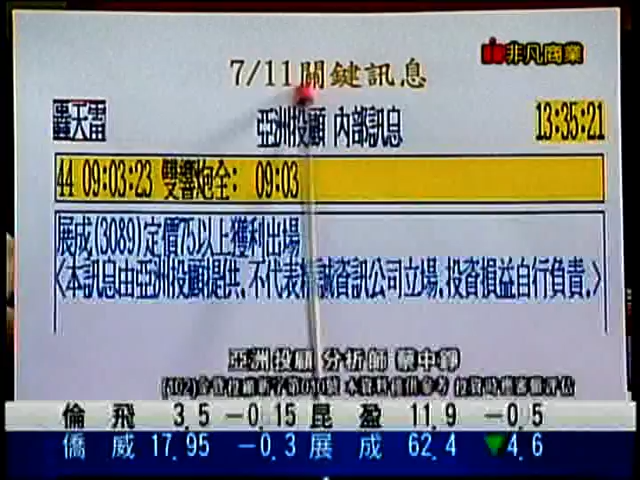 非凡商業
7/11關鍵訊息
轟天雷 亞洲投顧 內部訊息 13:35:21
44 09:03:23 雙響炮全: 09:03
展成(3089)定價75以上獲利出場
<本訊息由亞洲投顧提供,不代表精誠資訊公司立場,投資損益自行負責.>
亞洲投顧 分析師
倫飛 3.5 -0.15 昆盈 11.9 -0.5
僑威 17.95 -0.3 展成 62.4 ▼4.6